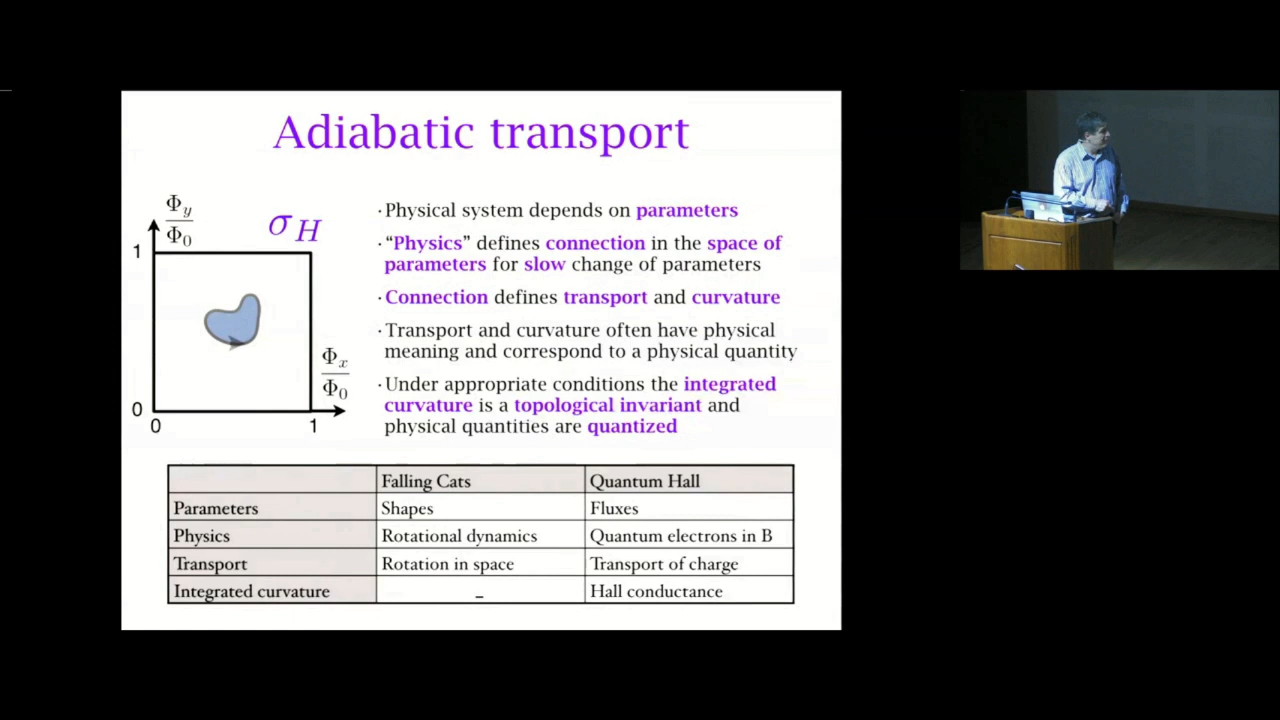 Adiabatic transport
Φy
Φ0
σH
1
0
0
1
Φx
Φ0
·Physical system depends on parameters
·“Physics” defines connection in the space of
parameters for slow change of parameters
·Connection defines transport and curvature
·Transport and curvature often have physical
meaning and correspond to a physical quantity
·Under appropriate conditions the integrated
curvature is a topological invariant and
physical quantities are quantized
Falling Cats Quantum Hall
Parameters Shapes Fluxes
Physics Rotational dynamics Quantum electrons in B
Transport Rotation in space Transport of charge
Integrated curvature – Hall conductance